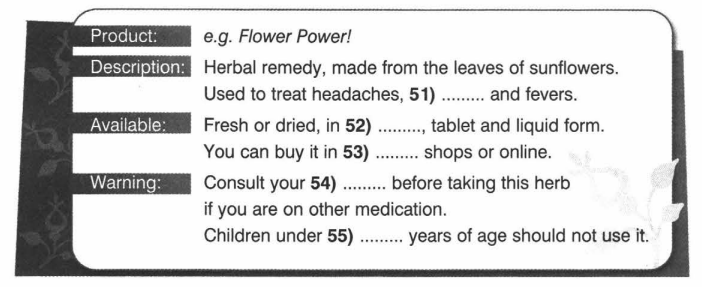 Product: e.g. Flower Power!
Description: Herbal remedy, made from the leaves of sunflowers.
Used to treat headaches, 51) ......... and fevers.
Available: Fresh or dried, in 52) ........., tablet and liquid form.
You can buy it in 53) ......... shops or online.
Warning: Consult your 54) ......... before taking this herb
if you are on other medication.
Children under 55) ......... years of age should not use it.